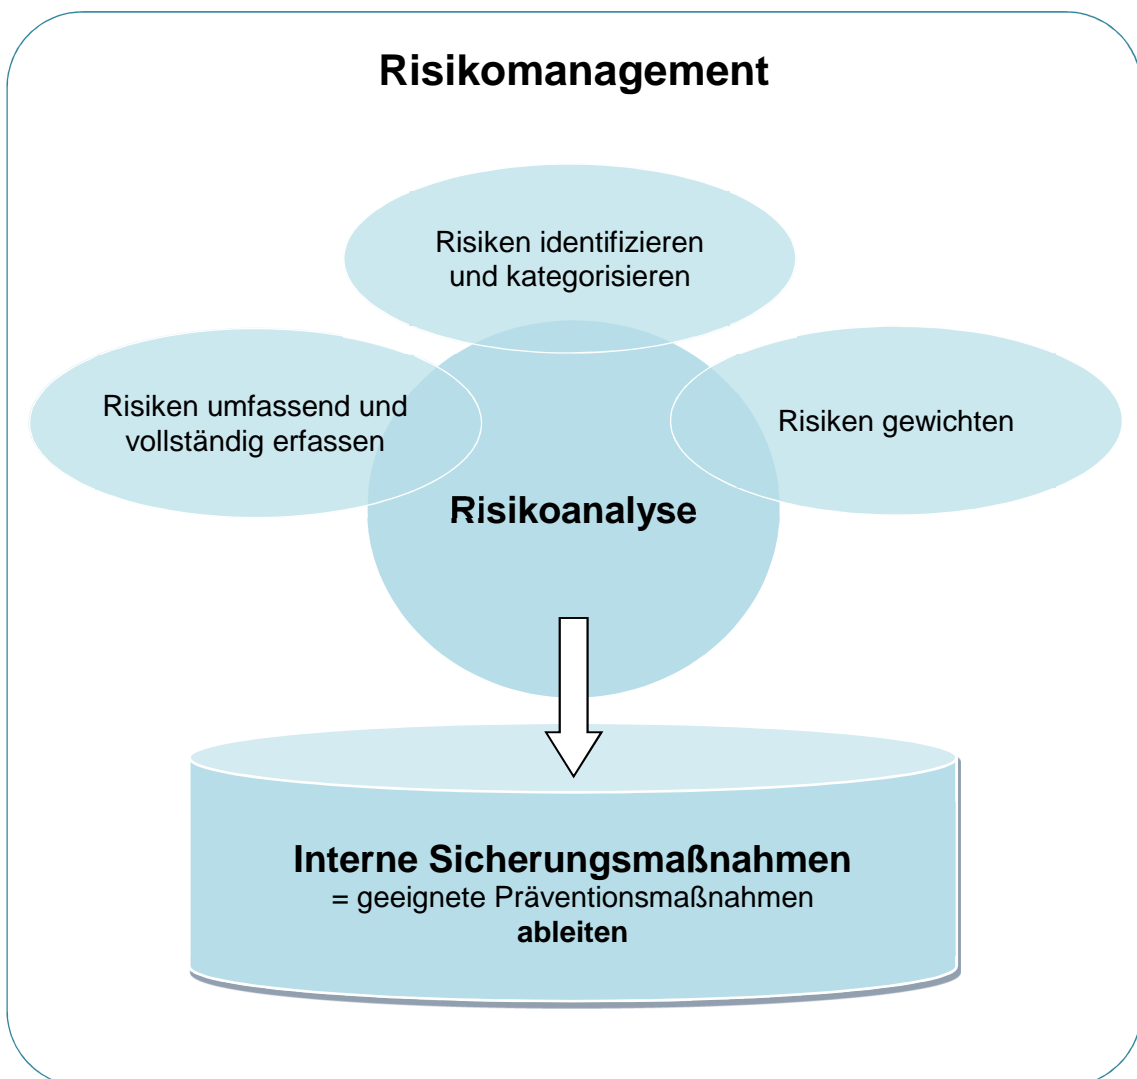 Risikomanagement
Risiken identifizieren
und kategorisieren
Risiken umfassend und
vollständig erfassen
Risiken gewichten
Risikoanalyse
Interne Sicherungsmaßnahmen
= geeignete Präventionsmaßnahmen
ableiten